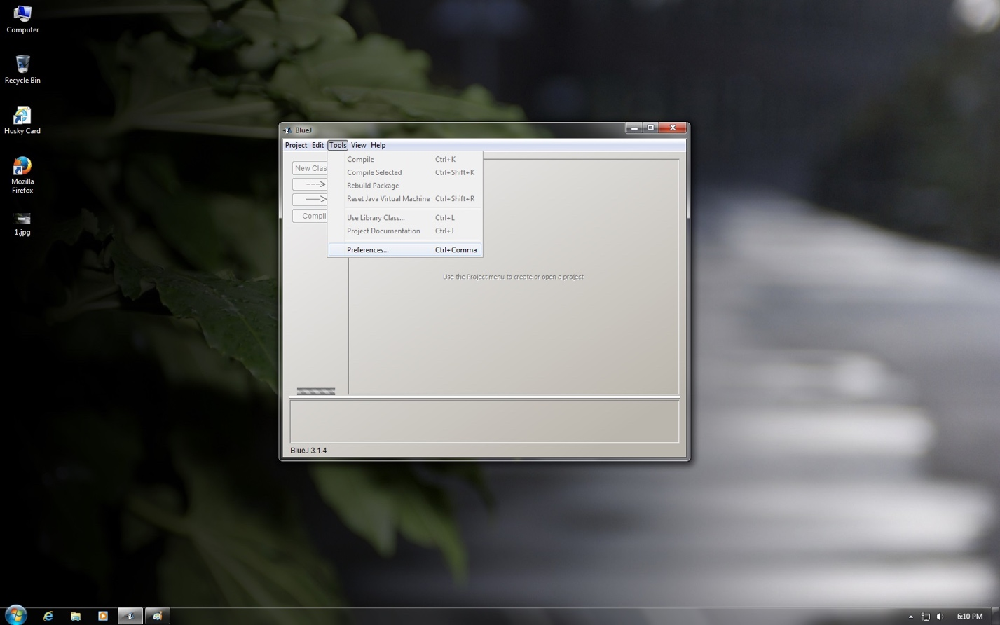 Computer
Recycle Bin
Husky Card
Mozilla
Firefox
1.jpg
BlueJ
Project Edit Tools View Help
New Clas
Compil
Compile Ctrl+K
Compile Selected Ctrl+Shift+K
Rebuild Package
Reset Java Virtual Machine Ctrl+Shift+R
Use Library Class... Ctrl+L
Project Documentation Ctrl+J
Preferences... Ctrl+Comma
Use the Project menu to create or open a project
BlueJ 3.1.4
6:10 PM